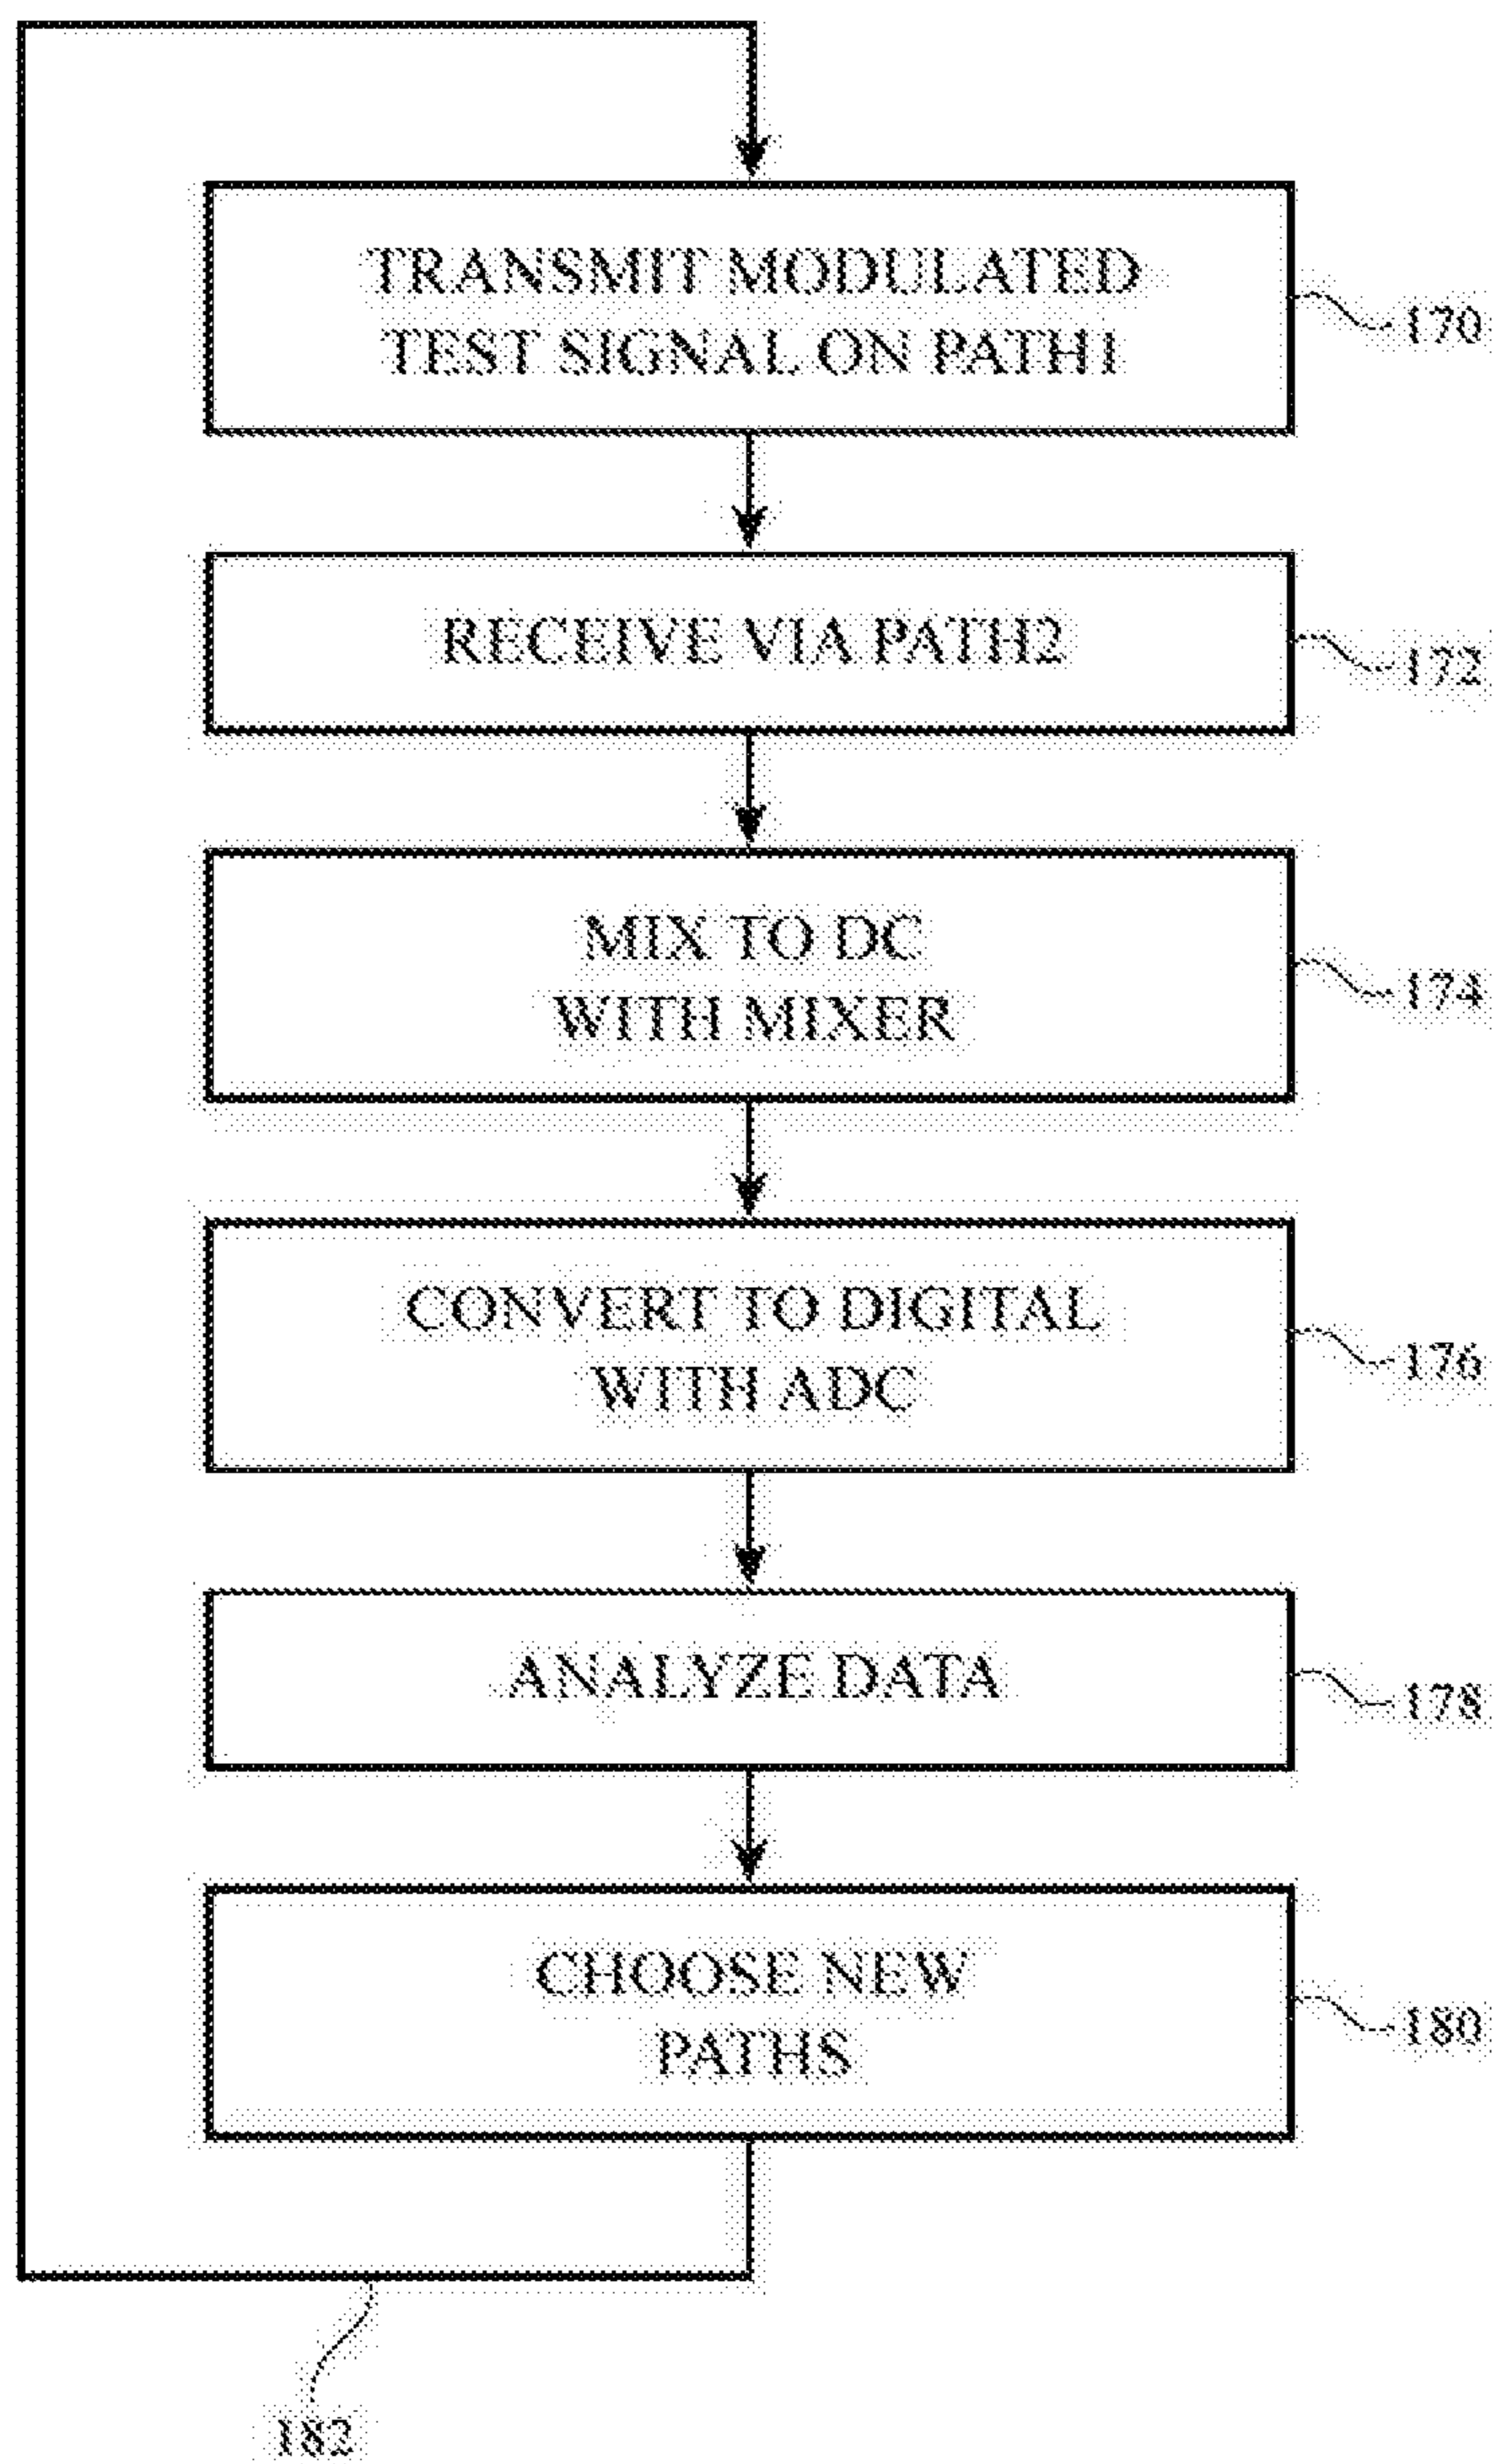 TRANSMIT MODULATED
TEST SIGNAL ON PATH1
170
RECEIVE VIA PATH2
172
MIX TO DC
WITH MIXER
174
CONVERT TO DIGITAL
WITH ADC
176
ANALYZE DATA
178
CHOOSE NEW
PATHS
180
182